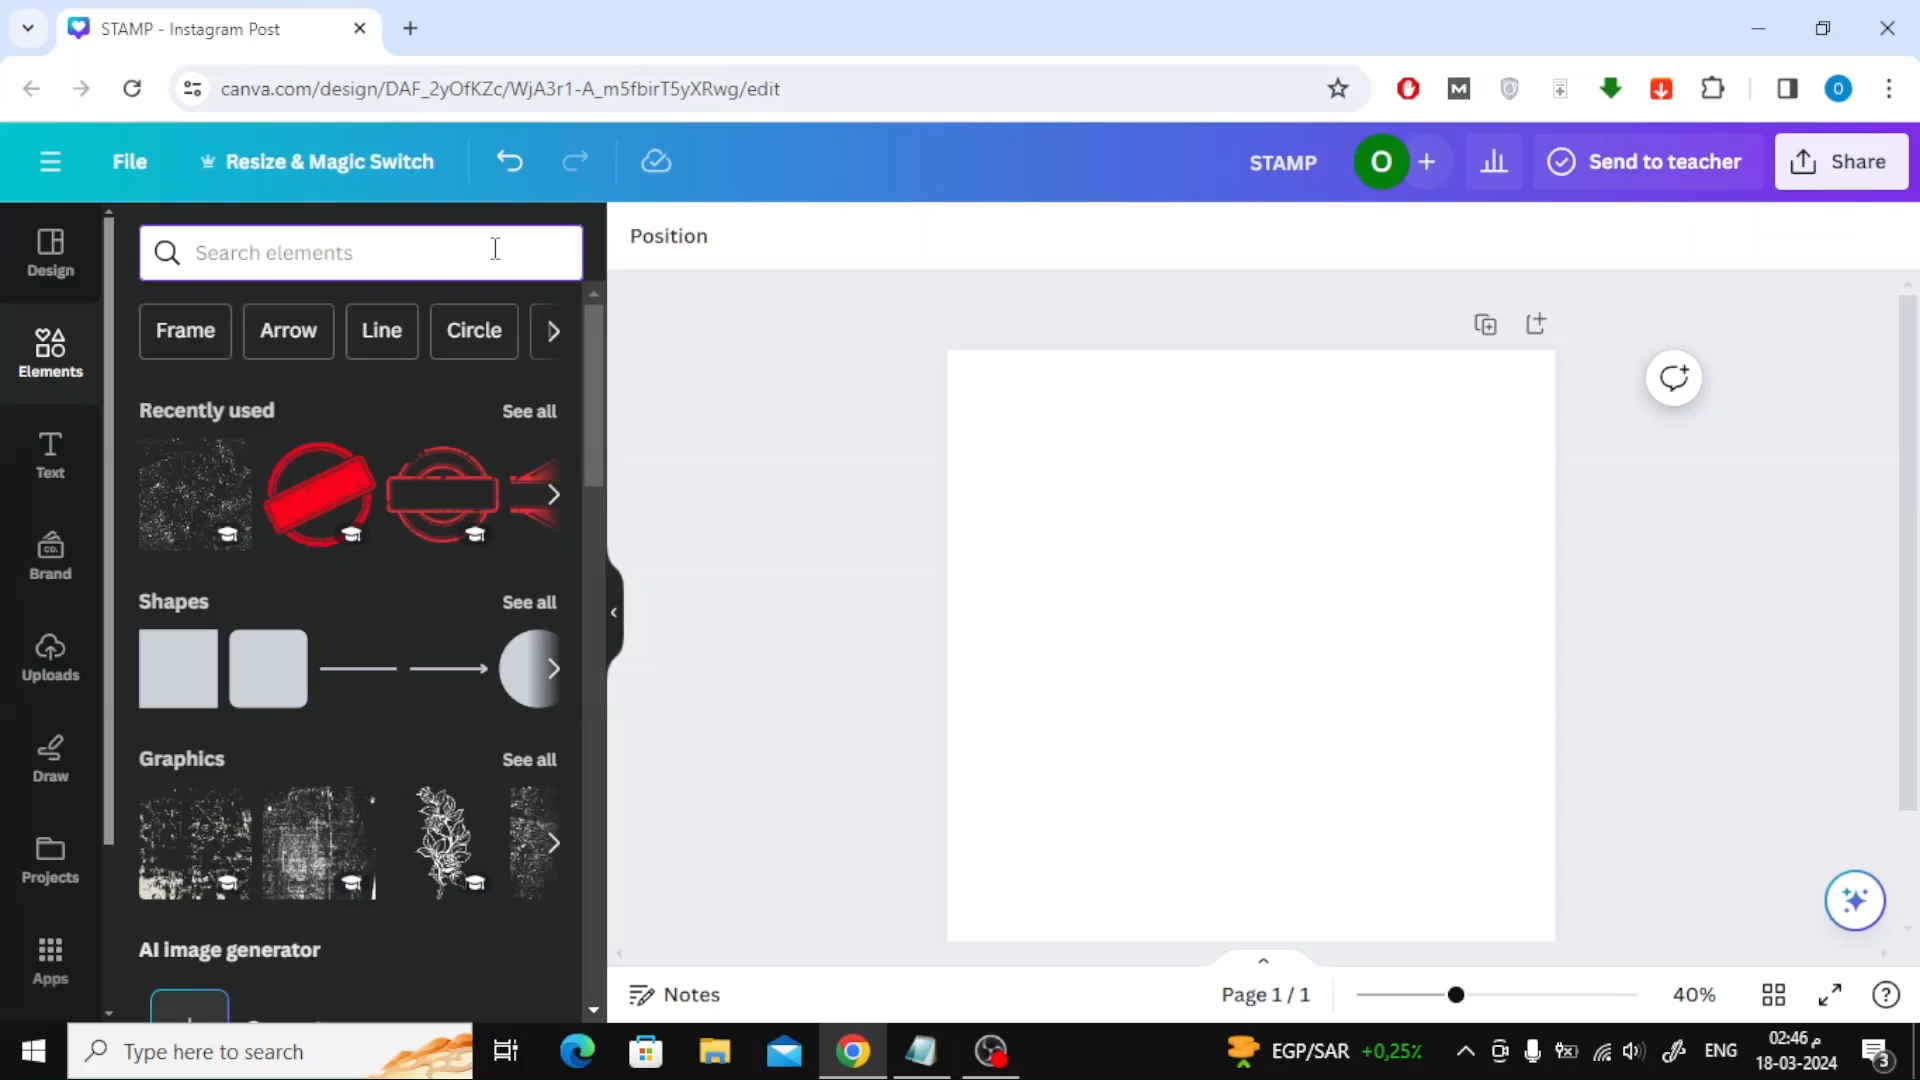 STAMP - Instagram Post
canva.com/design/DAF_2yOfKZc/WjA3r1-A_m5fbirT5yXRwg/edit
File
Resize & Magic Switch
STAMP
O
Send to teacher
Share
Design
Elements
Text
Brand
Uploads
Draw
Projects
Apps
Search elements
Frame
Arrow
Line
Circle
Recently used
See all
Shapes
See all
Graphics
See all
AI image generator
Position
Notes
Page 1 / 1
40%
Type here to search
EGP/SAR +0,25%
ENG
02:46 م
18-03-2024
3